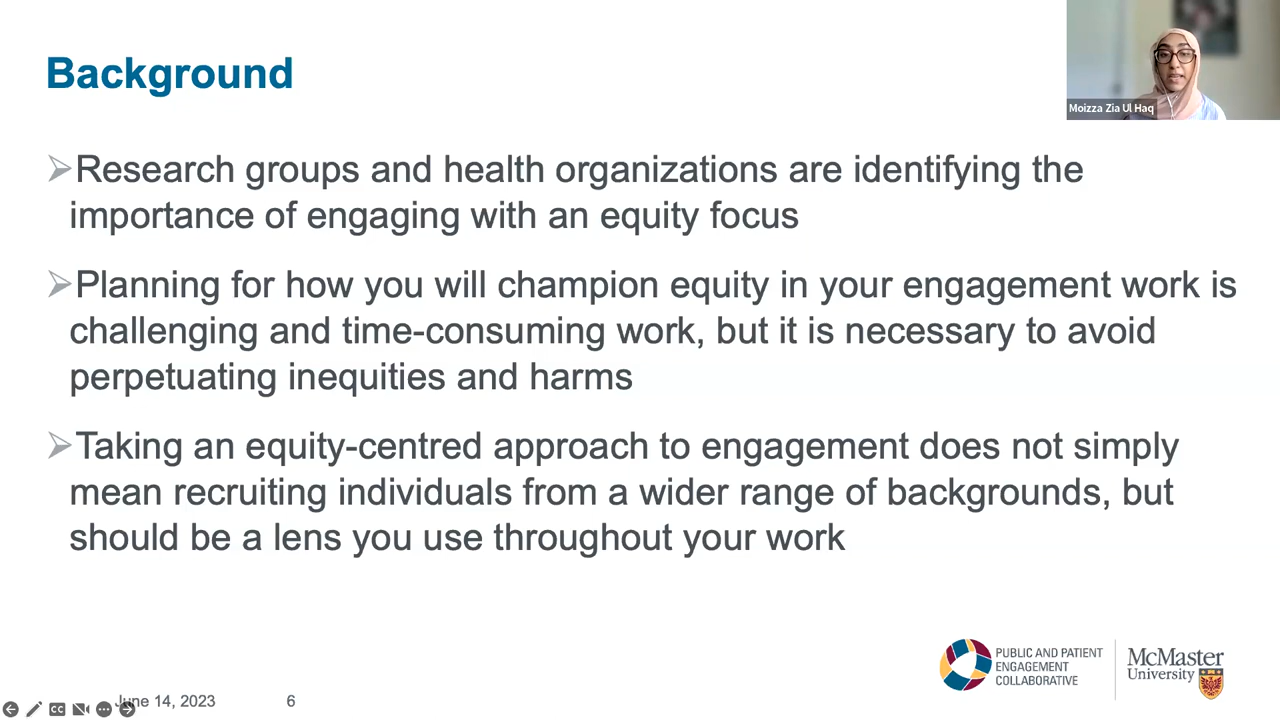 Background
Moizza Zia Ul Haq
➢Research groups and health organizations are identifying the
importance of engaging with an equity focus
➢Planning for how you will champion equity in your engagement work is
challenging and time-consuming work, but it is necessary to avoid
perpetuating inequities and harms
➢Taking an equity-centred approach to engagement does not simply
mean recruiting individuals from a wider range of backgrounds, but
should be a lens you use throughout your work
PUBLIC AND PATIENT
ENGAGEMENT
COLLABORATIVE
McMaster
University
CC
June 14, 2023
6